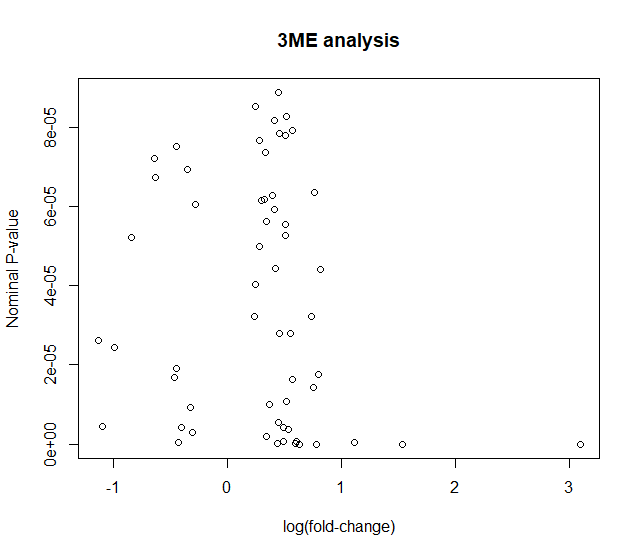 3ME analysis
Nominal P-value
8e-05
6e-05
4e-05
2e-05
0e+00
-1
0
1
2
3
log(fold-change)